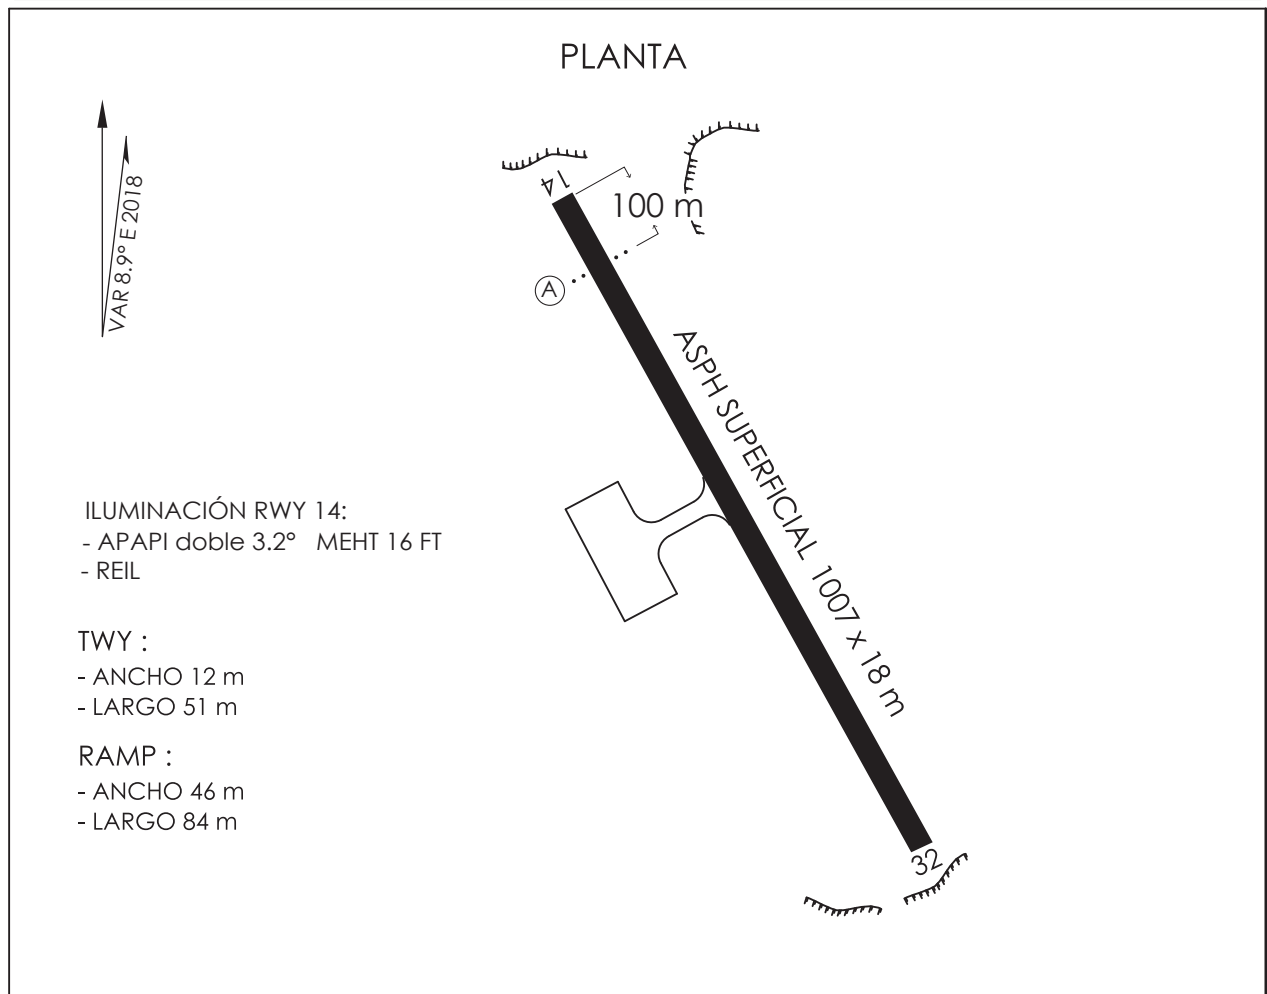 PLANTA
VAR 8.9° E 2018
14
100 m
A
ASPH SUPERFICIAL 1007 x 18 m
ILUMINACIÓN RWY 14:
- APAPI doble 3.2° MEHT 16 FT
- REIL
TWY :
- ANCHO 12 m
- LARGO 51 m
RAMP :
- ANCHO 46 m
- LARGO 84 m
32